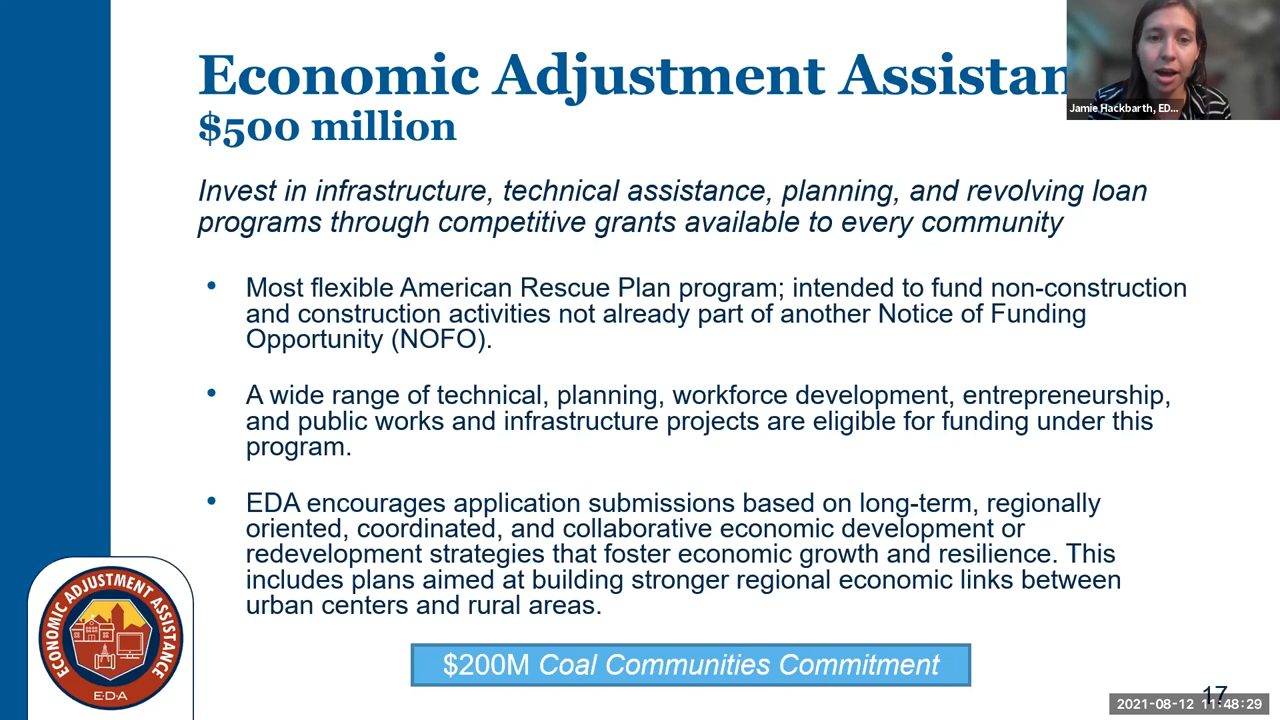 Economic Adjustment Assistan
$500 million
Jamie Hackbarth, ED...
Invest in infrastructure, technical assistance, planning, and revolving loan
programs through competitive grants available to every community
• Most flexible American Rescue Plan program; intended to fund non-construction
and construction activities not already part of another Notice of Funding
Opportunity (NOFO).
• A wide range of technical, planning, workforce development, entrepreneurship,
and public works and infrastructure projects are eligible for funding under this
program.
• EDA encourages application submissions based on long-term, regionally
oriented, coordinated, and collaborative economic development or
redevelopment strategies that foster economic growth and resilience. This
includes plans aimed at building stronger regional economic links between
urban centers and rural areas.
ECONOMIC ADJUSTMENT ASSISTANCE
E·D·A
$200M Coal Communities Commitment
17
2021-08-12 11:48:29